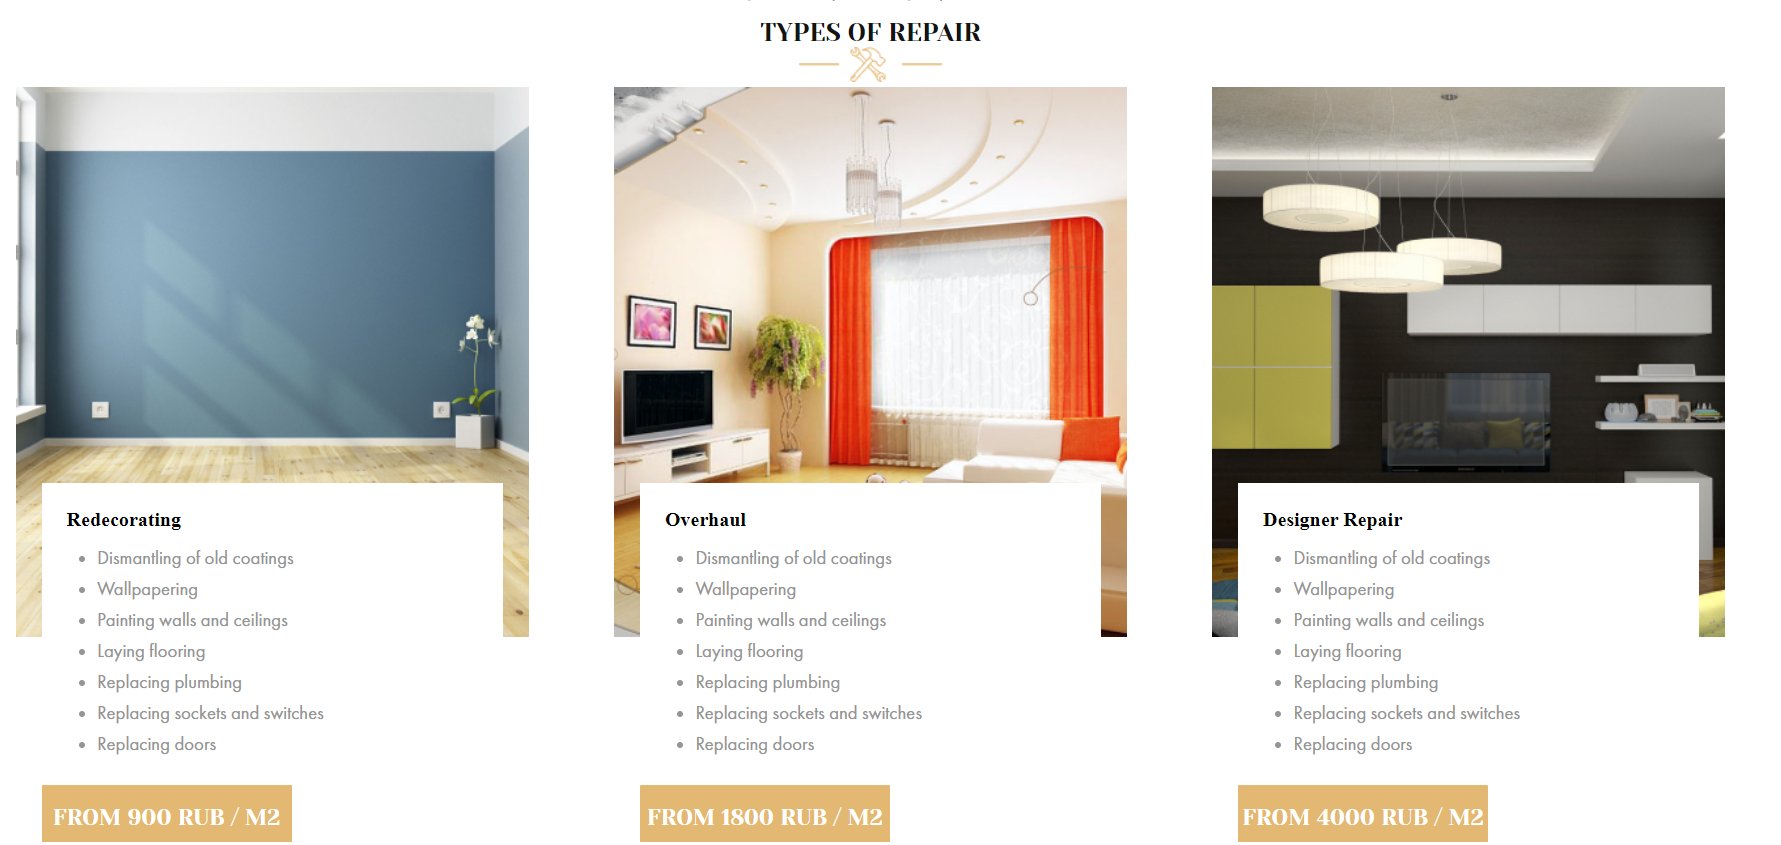 TYPES OF REPAIR
Redecorating
Dismantling of old coatings
Wallpapering
Painting walls and ceilings
Laying flooring
Replacing plumbing
Replacing sockets and switches
Replacing doors
FROM 900 RUB / M2
Overhaul
Dismantling of old coatings
Wallpapering
Painting walls and ceilings
Laying flooring
Replacing plumbing
Replacing sockets and switches
Replacing doors
FROM 1800 RUB / M2
Designer Repair
Dismantling of old coatings
Wallpapering
Painting walls and ceilings
Laying flooring
Replacing plumbing
Replacing sockets and switches
Replacing doors
FROM 4000 RUB / M2